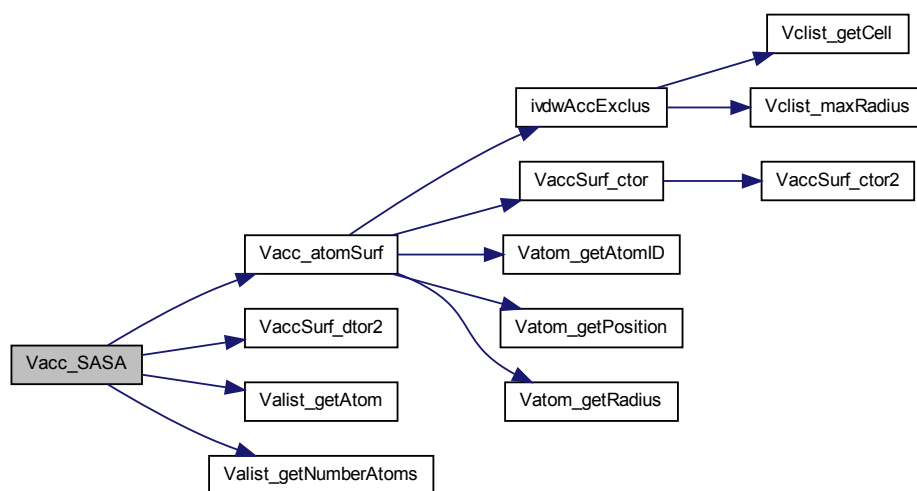 Vclist_getCell
ivdwAccExclus
Vclist_maxRadius
VaccSurf_ctor
VaccSurf_ctor2
Vacc_atomSurf
Vatom_getAtomID
Vatom_getPosition
VaccSurf_dtor2
Vacc_SASA
Vatom_getRadius
Valist_getAtom
Valist_getNumberAtoms